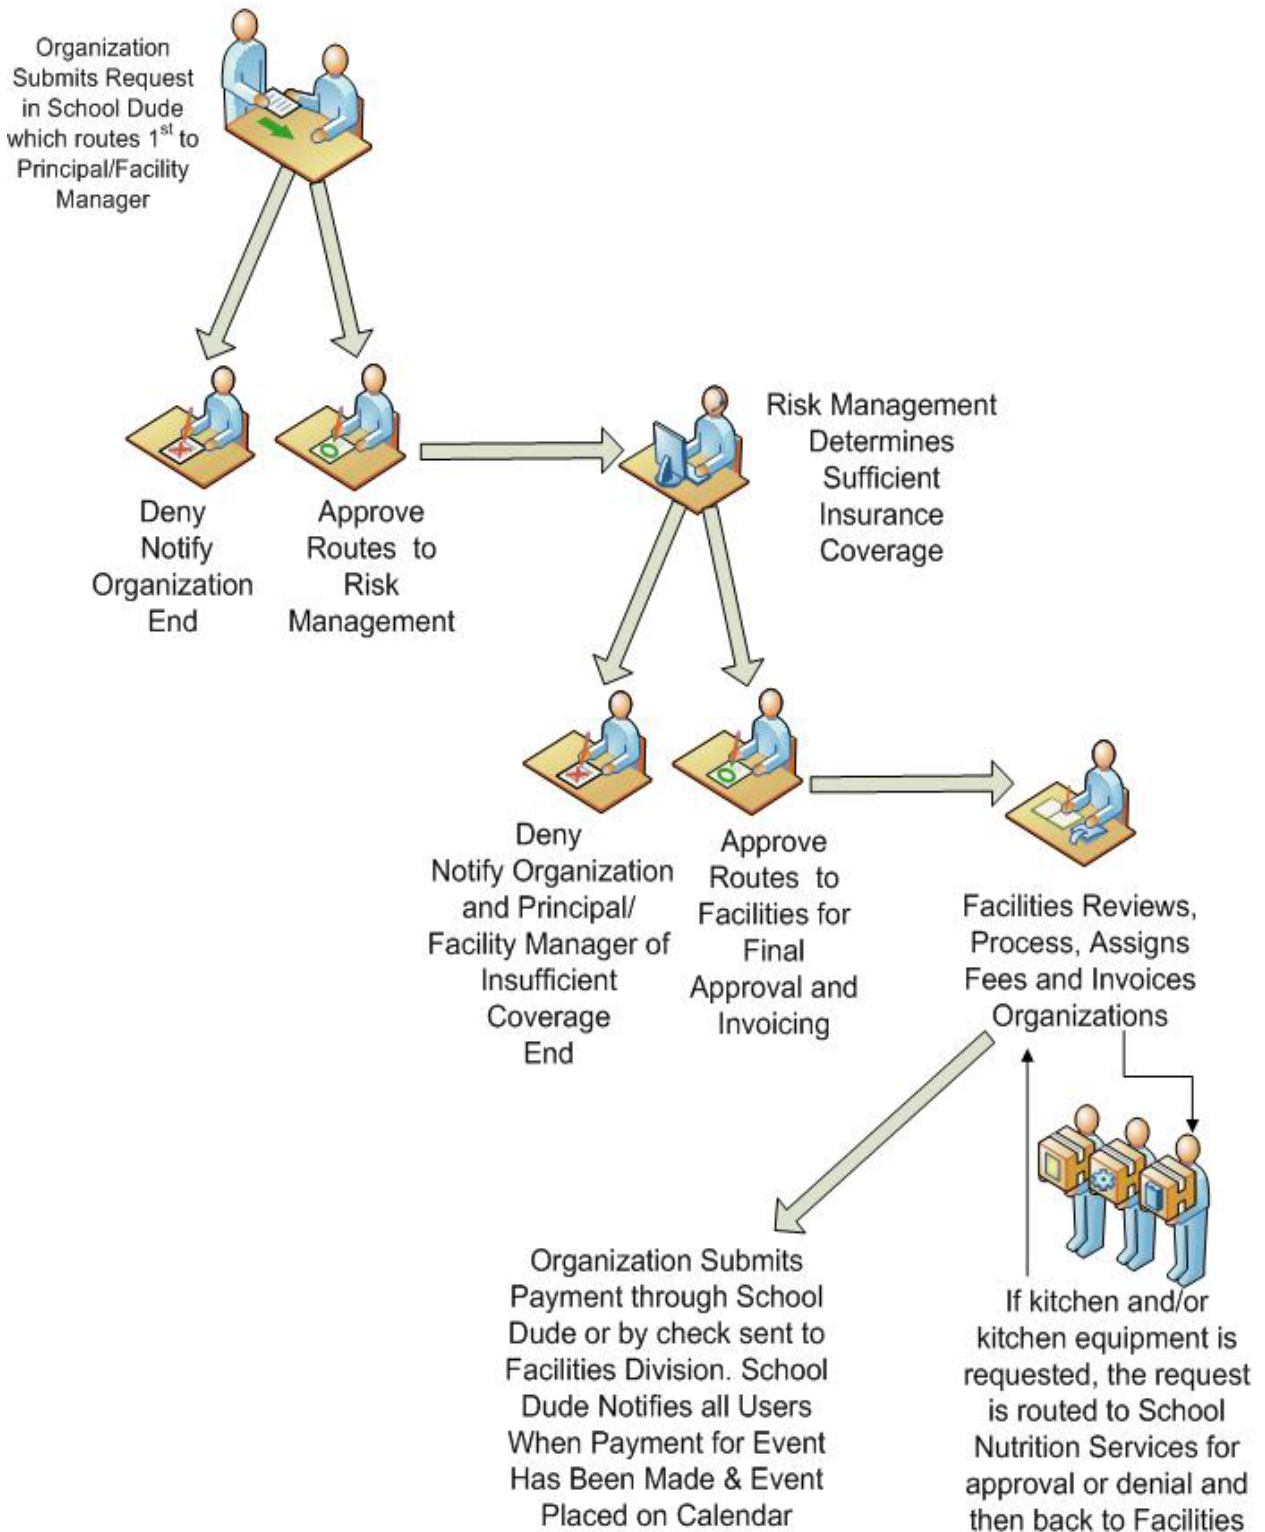 Organization
Submits Request
in School Dude
which routes 1st to
Principal/Facility
Manager
Deny
Notify
Organization
End
Approve
Routes to
Risk
Management
Risk Management
Determines
Sufficient
Insurance
Coverage
Deny
Notify Organization
and Principal/
Facility Manager of
Insufficient
Coverage
End
Approve
Routes to
Facilities for
Final
Approval and
Invoicing
Facilities Reviews,
Process, Assigns
Fees and Invoices
Organizations
Organization Submits
Payment through School
Dude or by check sent to
Facilities Division. School
Dude Notifies all Users
When Payment for Event
Has Been Made & Event
Placed on Calendar
If kitchen and/or
kitchen equipment is
requested, the request
is routed to School
Nutrition Services for
approval or denial and
then back to Facilities